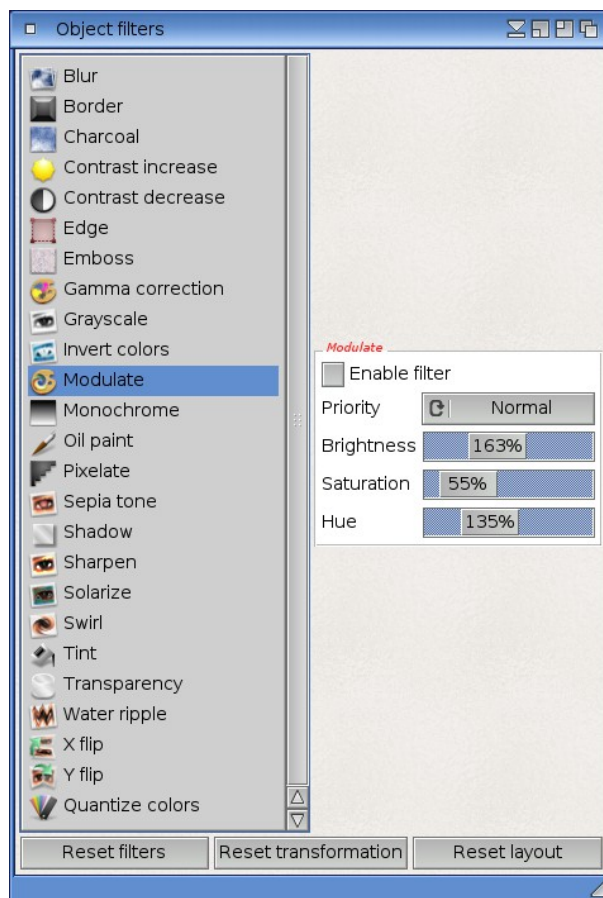 Object filters
Blur
Border
Charcoal
Contrast increase
Contrast decrease
Edge
Emboss
Gamma correction
Grayscale
Invert colors
Modulate
Monochrome
Oil paint
Pixelate
Sepia tone
Shadow
Sharpen
Solarize
Swirl
Tint
Transparency
Water ripple
X flip
Y flip
Quantize colors
Modulate
Enable filter
Priority Normal
Brightness 163%
Saturation 55%
Hue 135%
Reset filters Reset transformation Reset layout